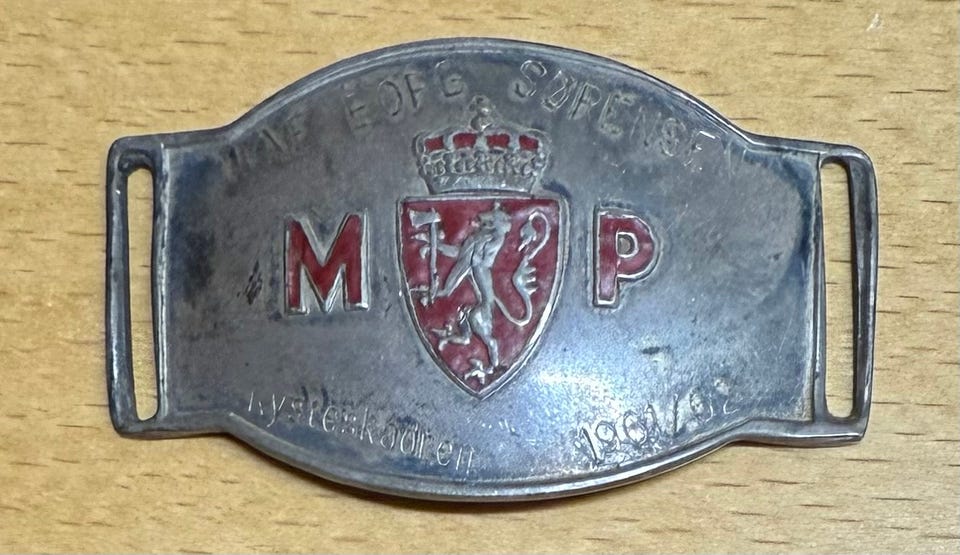 SØRENSEN
M P
Kysteskadren 1961/62